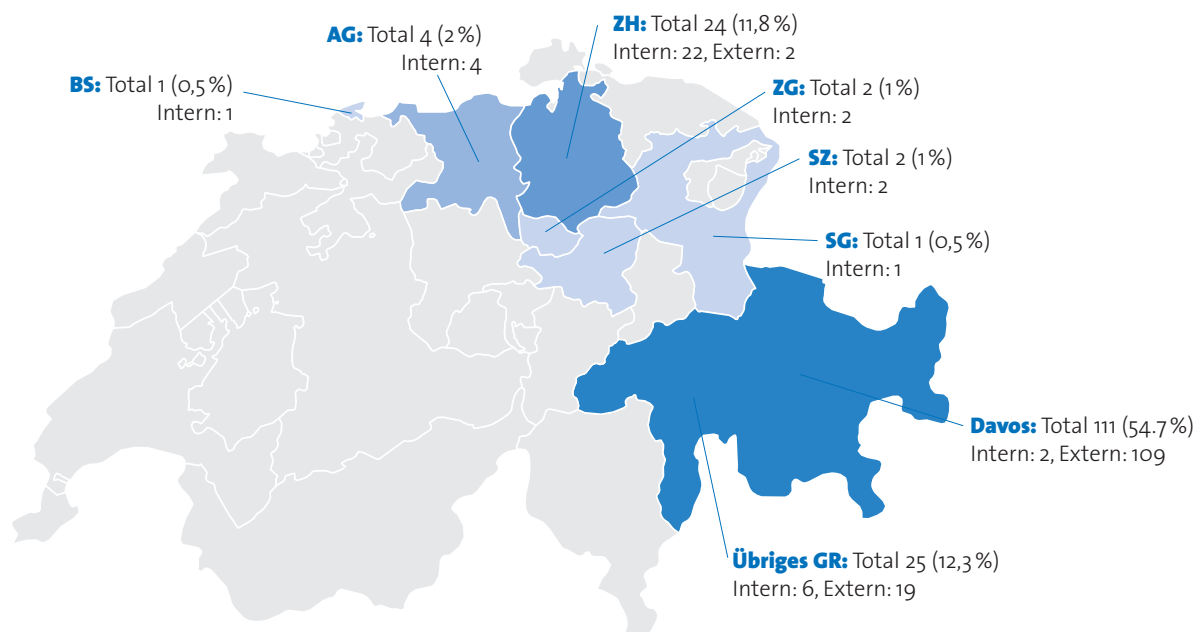 ZH: Total 24 (11,8 %)
Intern: 22, Extern: 2
AG: Total 4 (2 %)
Intern: 4
BS: Total 1 (0,5 %)
Intern: 1
ZG: Total 2 (1 %)
Intern: 2
SZ: Total 2 (1 %)
Intern: 2
SG: Total 1 (0,5 %)
Intern: 1
Davos: Total 111 (54.7 %)
Intern: 2, Extern: 109
Übriges GR: Total 25 (12,3 %)
Intern: 6, Extern: 19